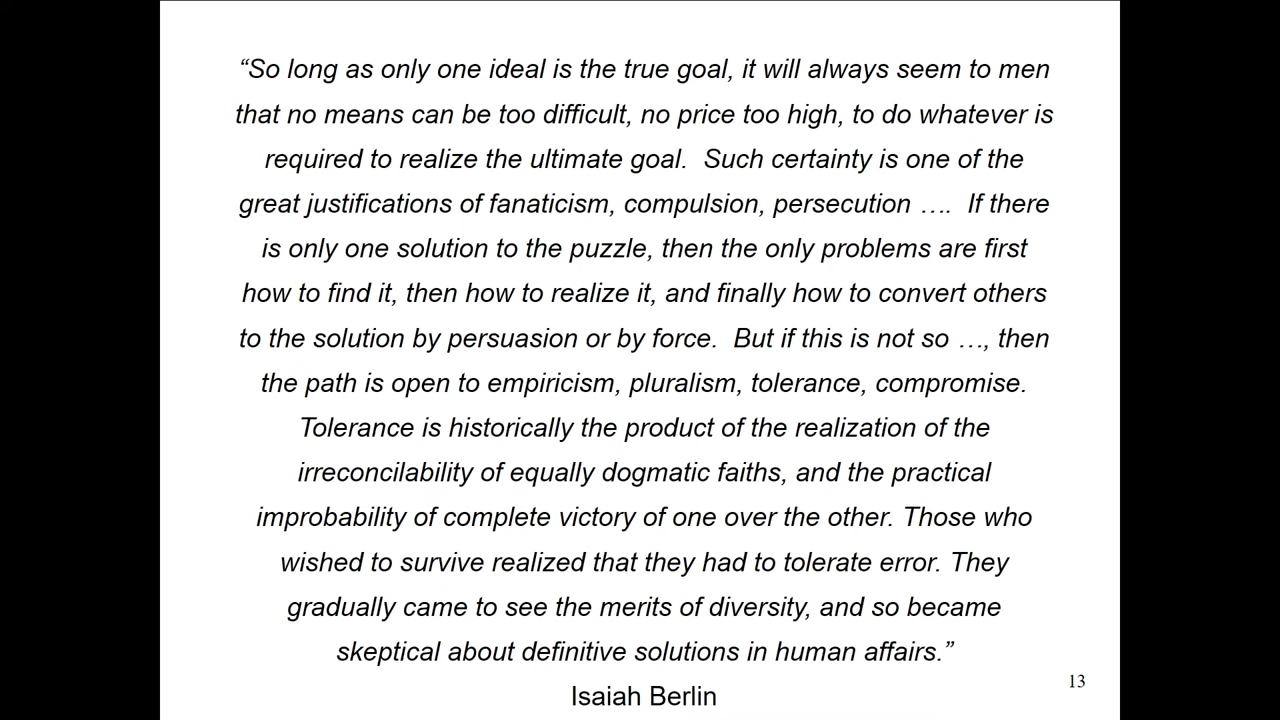 “So long as only one ideal is the true goal, it will always seem to men
that no means can be too difficult, no price too high, to do whatever is
required to realize the ultimate goal.  Such certainty is one of the
great justifications of fanaticism, compulsion, persecution ….  If there
is only one solution to the puzzle, then the only problems are first
how to find it, then how to realize it, and finally how to convert others
to the solution by persuasion or by force.  But if this is not so …, then
the path is open to empiricism, pluralism, tolerance, compromise.
Tolerance is historically the product of the realization of the
irreconcilability of equally dogmatic faiths, and the practical
improbability of complete victory of one over the other. Those who
wished to survive realized that they had to tolerate error. They
gradually came to see the merits of diversity, and so became
skeptical about definitive solutions in human affairs.”
Isaiah Berlin
13